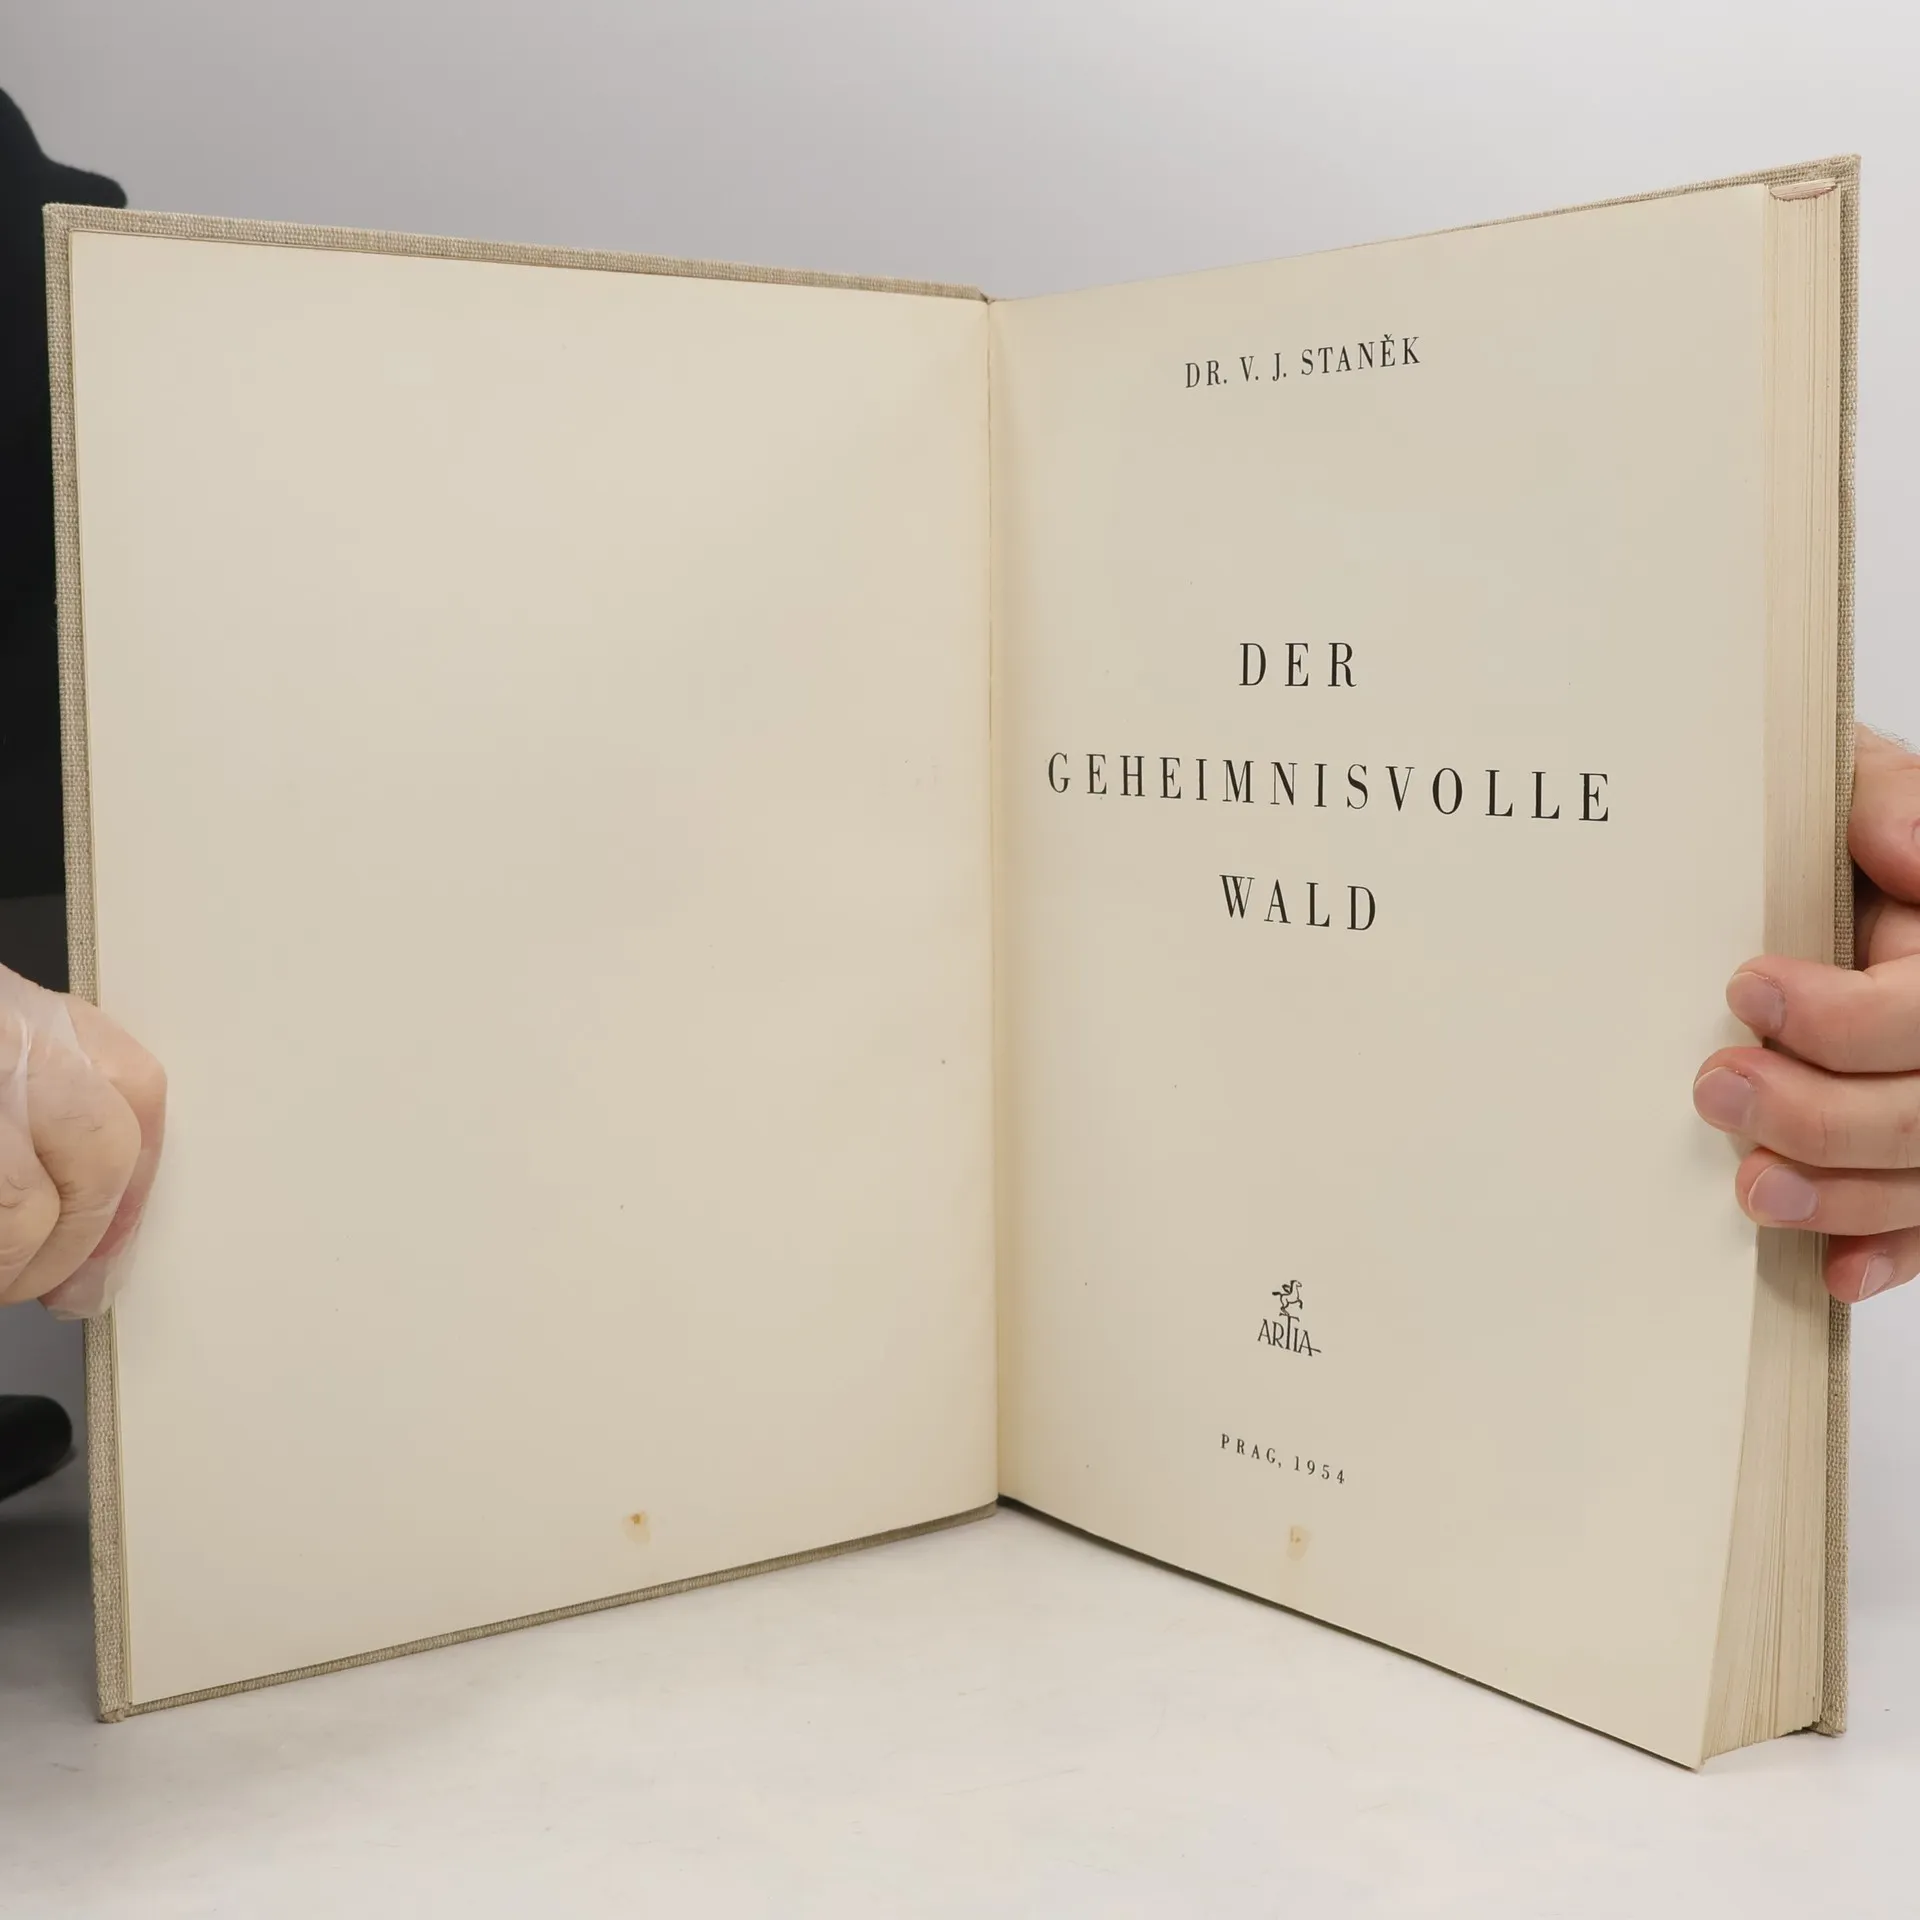 DR. V. J. STANĚK
DER
GEHEIMNISVOLLE
WALD
ARTIA
PRAG, 1954